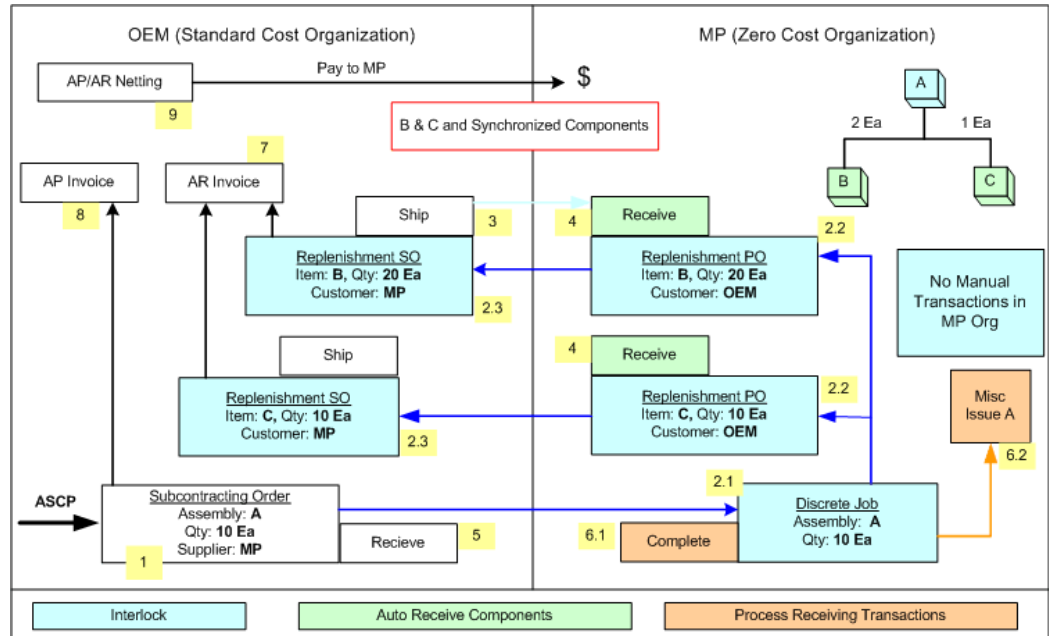 OEM (Standard Cost Organization)
MP (Zero Cost Organization)
AP/AR Netting
Pay to MP
$
9
B & C and Synchronized Components
A
2 Ea
1 Ea
B
C
7
AP Invoice
AR Invoice
8
Ship
3
4
Receive
2.2
Replenishment SO
Item: B, Qty: 20 Ea
Customer: MP
2.3
Replenishment PO
Item: B, Qty: 20 Ea
Customer: OEM
No Manual
Transactions in
MP Org
Ship
4
Receive
2.2
Replenishment SO
Item: C, Qty: 10 Ea
Customer: MP
2.3
Replenishment PO
Item: C, Qty: 10 Ea
Customer: OEM
Misc
Issue A
6.2
ASCP
Subcontracting Order
Assembly: A
Qty: 10 Ea
Supplier: MP
1
Recieve
5
2.1
6.1
Complete
Discrete Job
Assembly: A
Qty: 10 Ea
Interlock
Auto Receive Components
Process Receiving Transactions